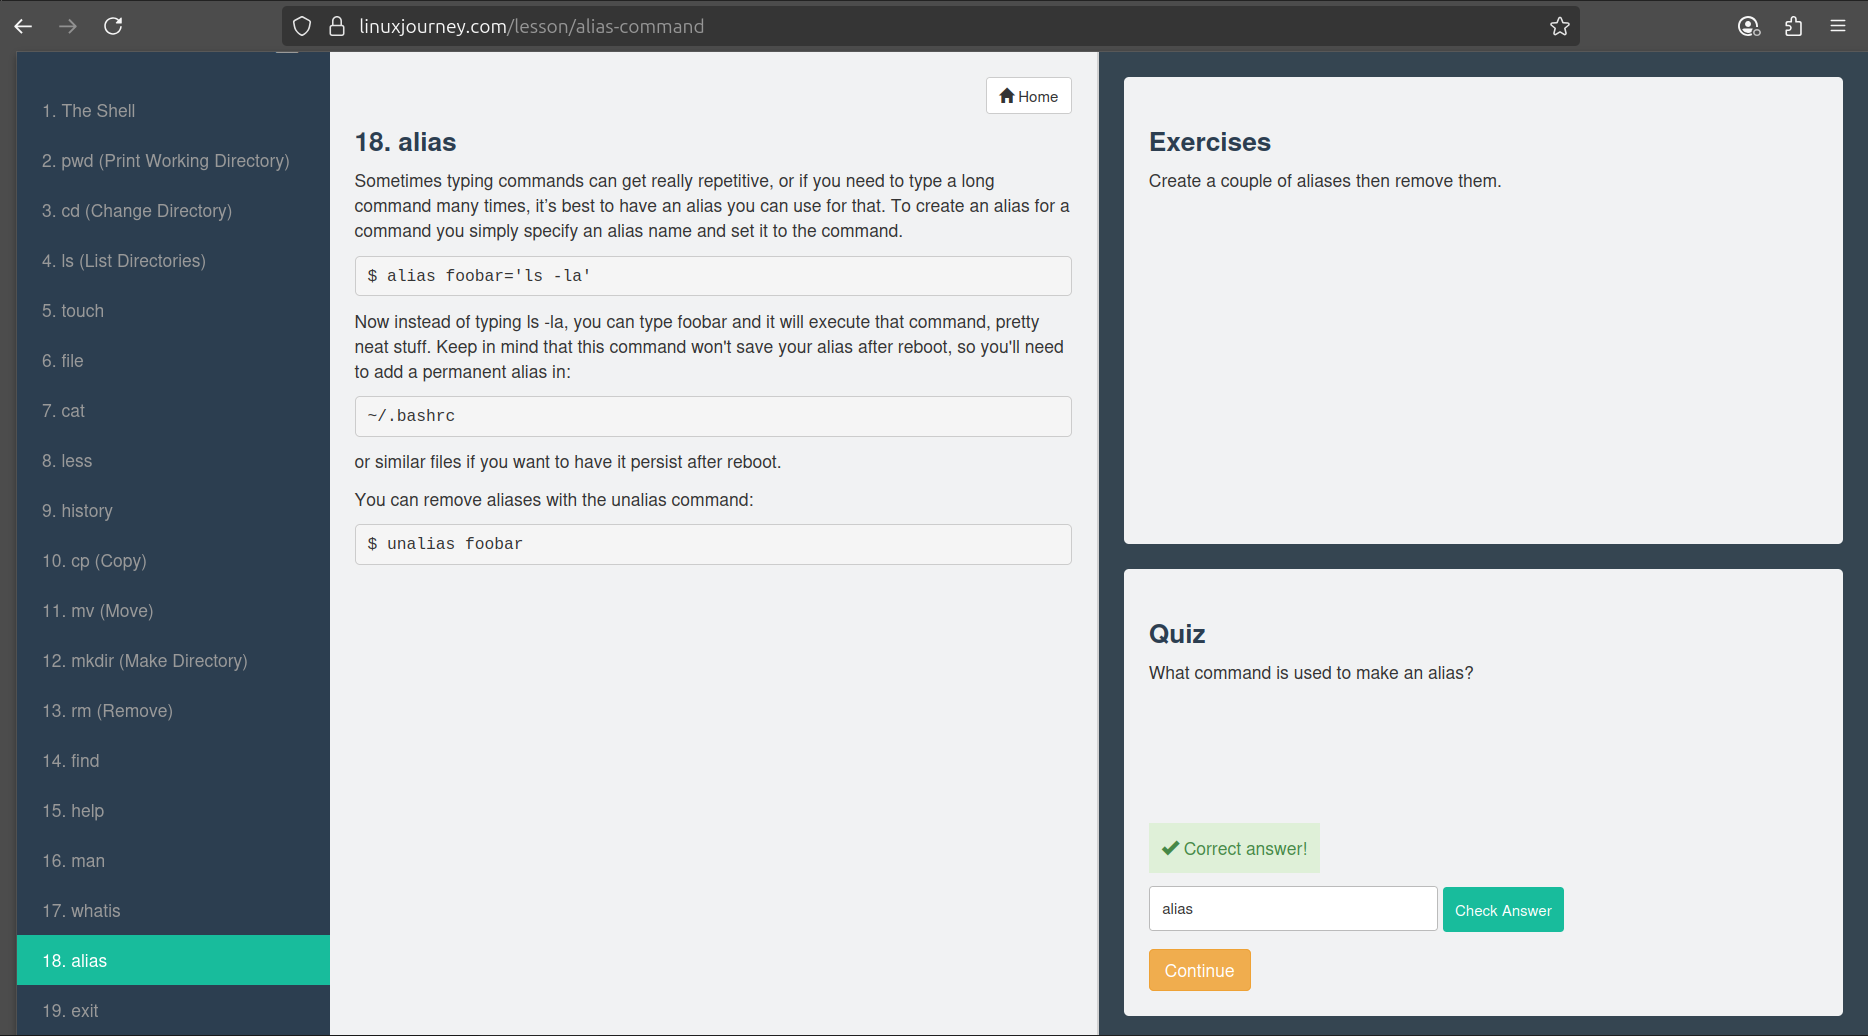 linuxjourney.com/lesson/alias-command
1. The Shell
2. pwd (Print Working Directory)
3. cd (Change Directory)
4. ls (List Directories)
5. touch
6. file
7. cat
8. less
9. history
10. cp (Copy)
11. mv (Move)
12. mkdir (Make Directory)
13. rm (Remove)
14. find
15. help
16. man
17. whatis
18. alias
19. exit
Home
18. alias
Sometimes typing commands can get really repetitive, or if you need to type a long
command many times, it’s best to have an alias you can use for that. To create an alias for a
command you simply specify an alias name and set it to the command.
$ alias foobar='ls -la'
Now instead of typing ls -la, you can type foobar and it will execute that command, pretty
neat stuff. Keep in mind that this command won't save your alias after reboot, so you'll need
to add a permanent alias in:
~/.bashrc
or similar files if you want to have it persist after reboot.
You can remove aliases with the unalias command:
$ unalias foobar
Exercises
Create a couple of aliases then remove them.
Quiz
What command is used to make an alias?
Correct answer!
alias
Check Answer
Continue